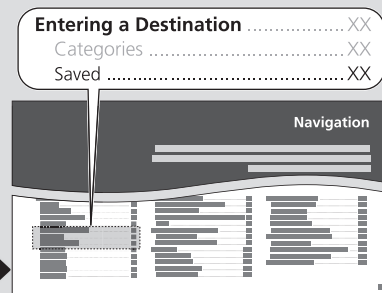 Entering a Destination ............... XX
Categories ................................... XX
Saved ........................................... XX
Navigation